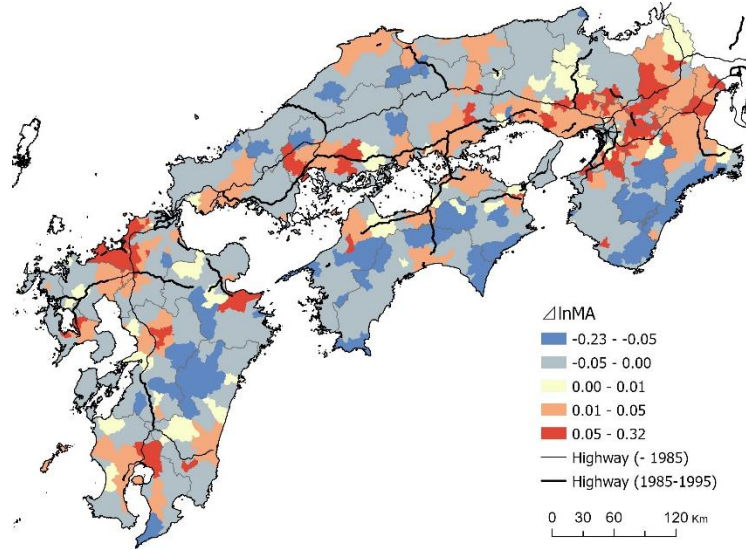 ⊿lnMA
-0.23 - -0.05
-0.05 - 0.00
0.00 - 0.01
0.01 - 0.05
0.05 - 0.32
Highway (- 1985)
Highway (1985-1995)
0 30 60 120 Km